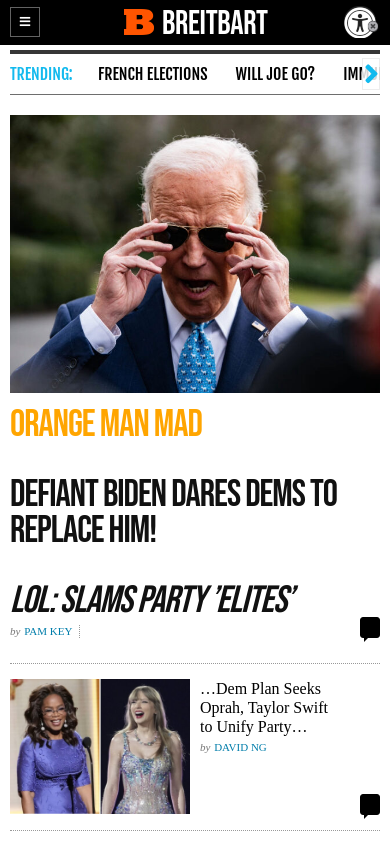 BREITBART
TRENDING: FRENCH ELECTIONS WILL JOE GO?
ORANGE MAN MAD
DEFIANT BIDEN DARES DEMS TO
REPLACE HIM!
LOL: SLAMS PARTY ’ELITES’
by PAM KEY
…Dem Plan Seeks
Oprah, Taylor Swift
to Unify Party…
by DAVID NG